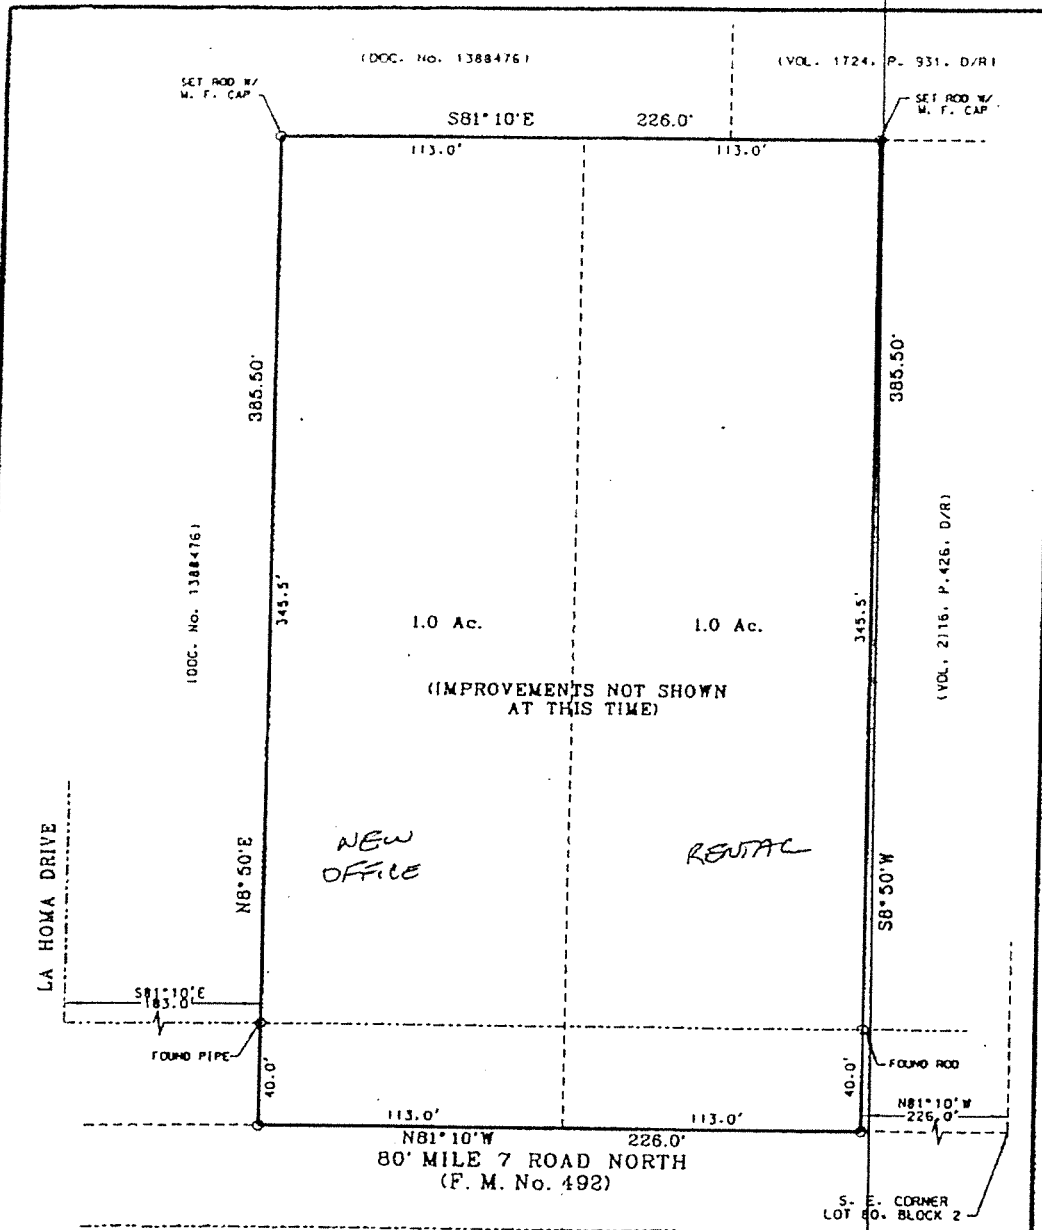 (DOC. No. 1388476)
(VOL. 1724, P. 931, D/R)
SET ROD W/
M. F. CAP
SET ROD W/
M. F. CAP
S81°10'E 226.0'
113.0' 113.0'
385.50'
385.50'
(DOC. No. 1388476)
345.5'
345.5'
(VOL. 2116, P.426, D/R)
1.0 Ac. 1.0 Ac.
(IMPROVEMENTS NOT SHOWN
AT THIS TIME)
NEW
OFFICE
RENTAL
LA HOMA DRIVE
N8°50'E
S8°50'W
S81°10'E
183.0'
FOUND PIPE
FOUND ROD
40.0'
40.0'
N81°10'W
226.0'
113.0' 113.0'
N81°10'W 226.0'
80' MILE 7 ROAD NORTH
(F. M. No. 492)
S. E. CORNER
LOT BLOCK 2